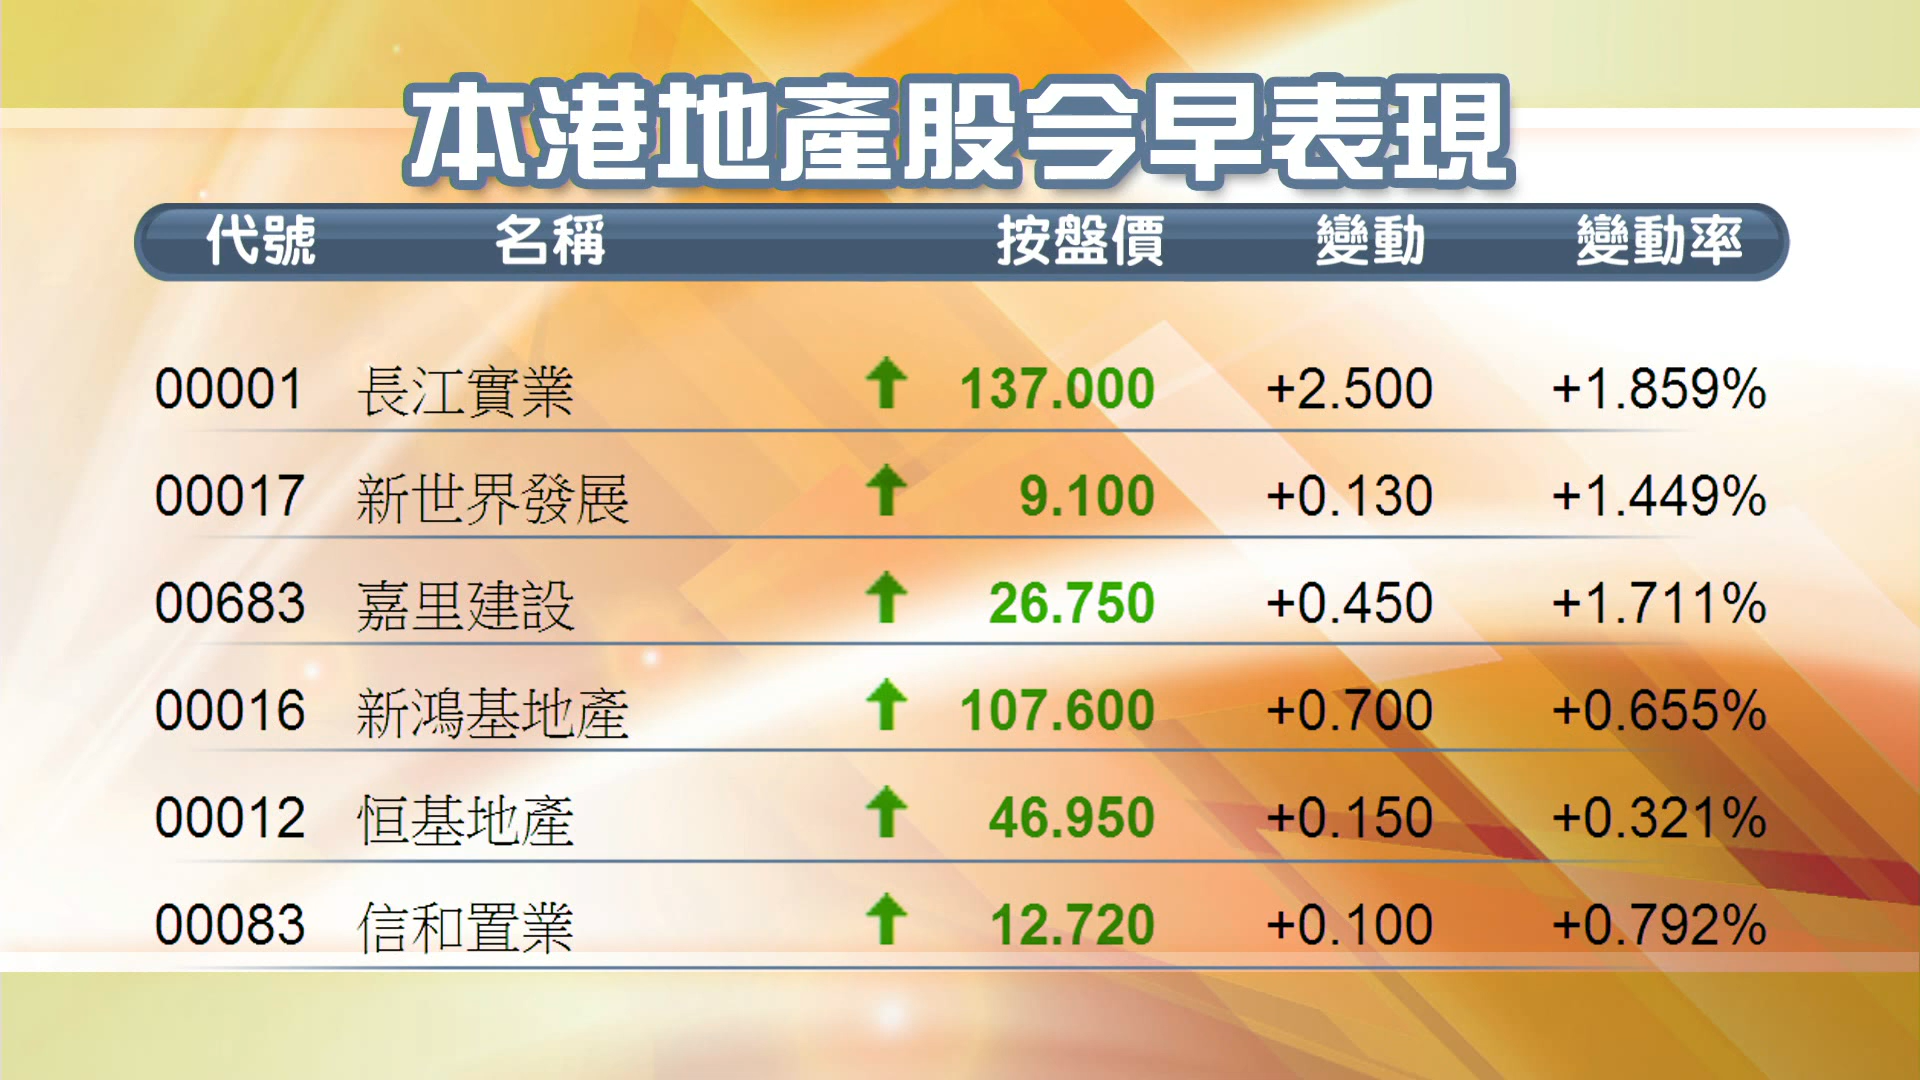 本港地產股今早表現
代號 名稱 按盤價 變動 變動率
00001 長江實業 137.000 +2.500 +1.859%
00017 新世界發展 9.100 +0.130 +1.449%
00683 嘉里建設 26.750 +0.450 +1.711%
00016 新鴻基地產 107.600 +0.700 +0.655%
00012 恒基地產 46.950 +0.150 +0.321%
00083 信和置業 12.720 +0.100 +0.792%